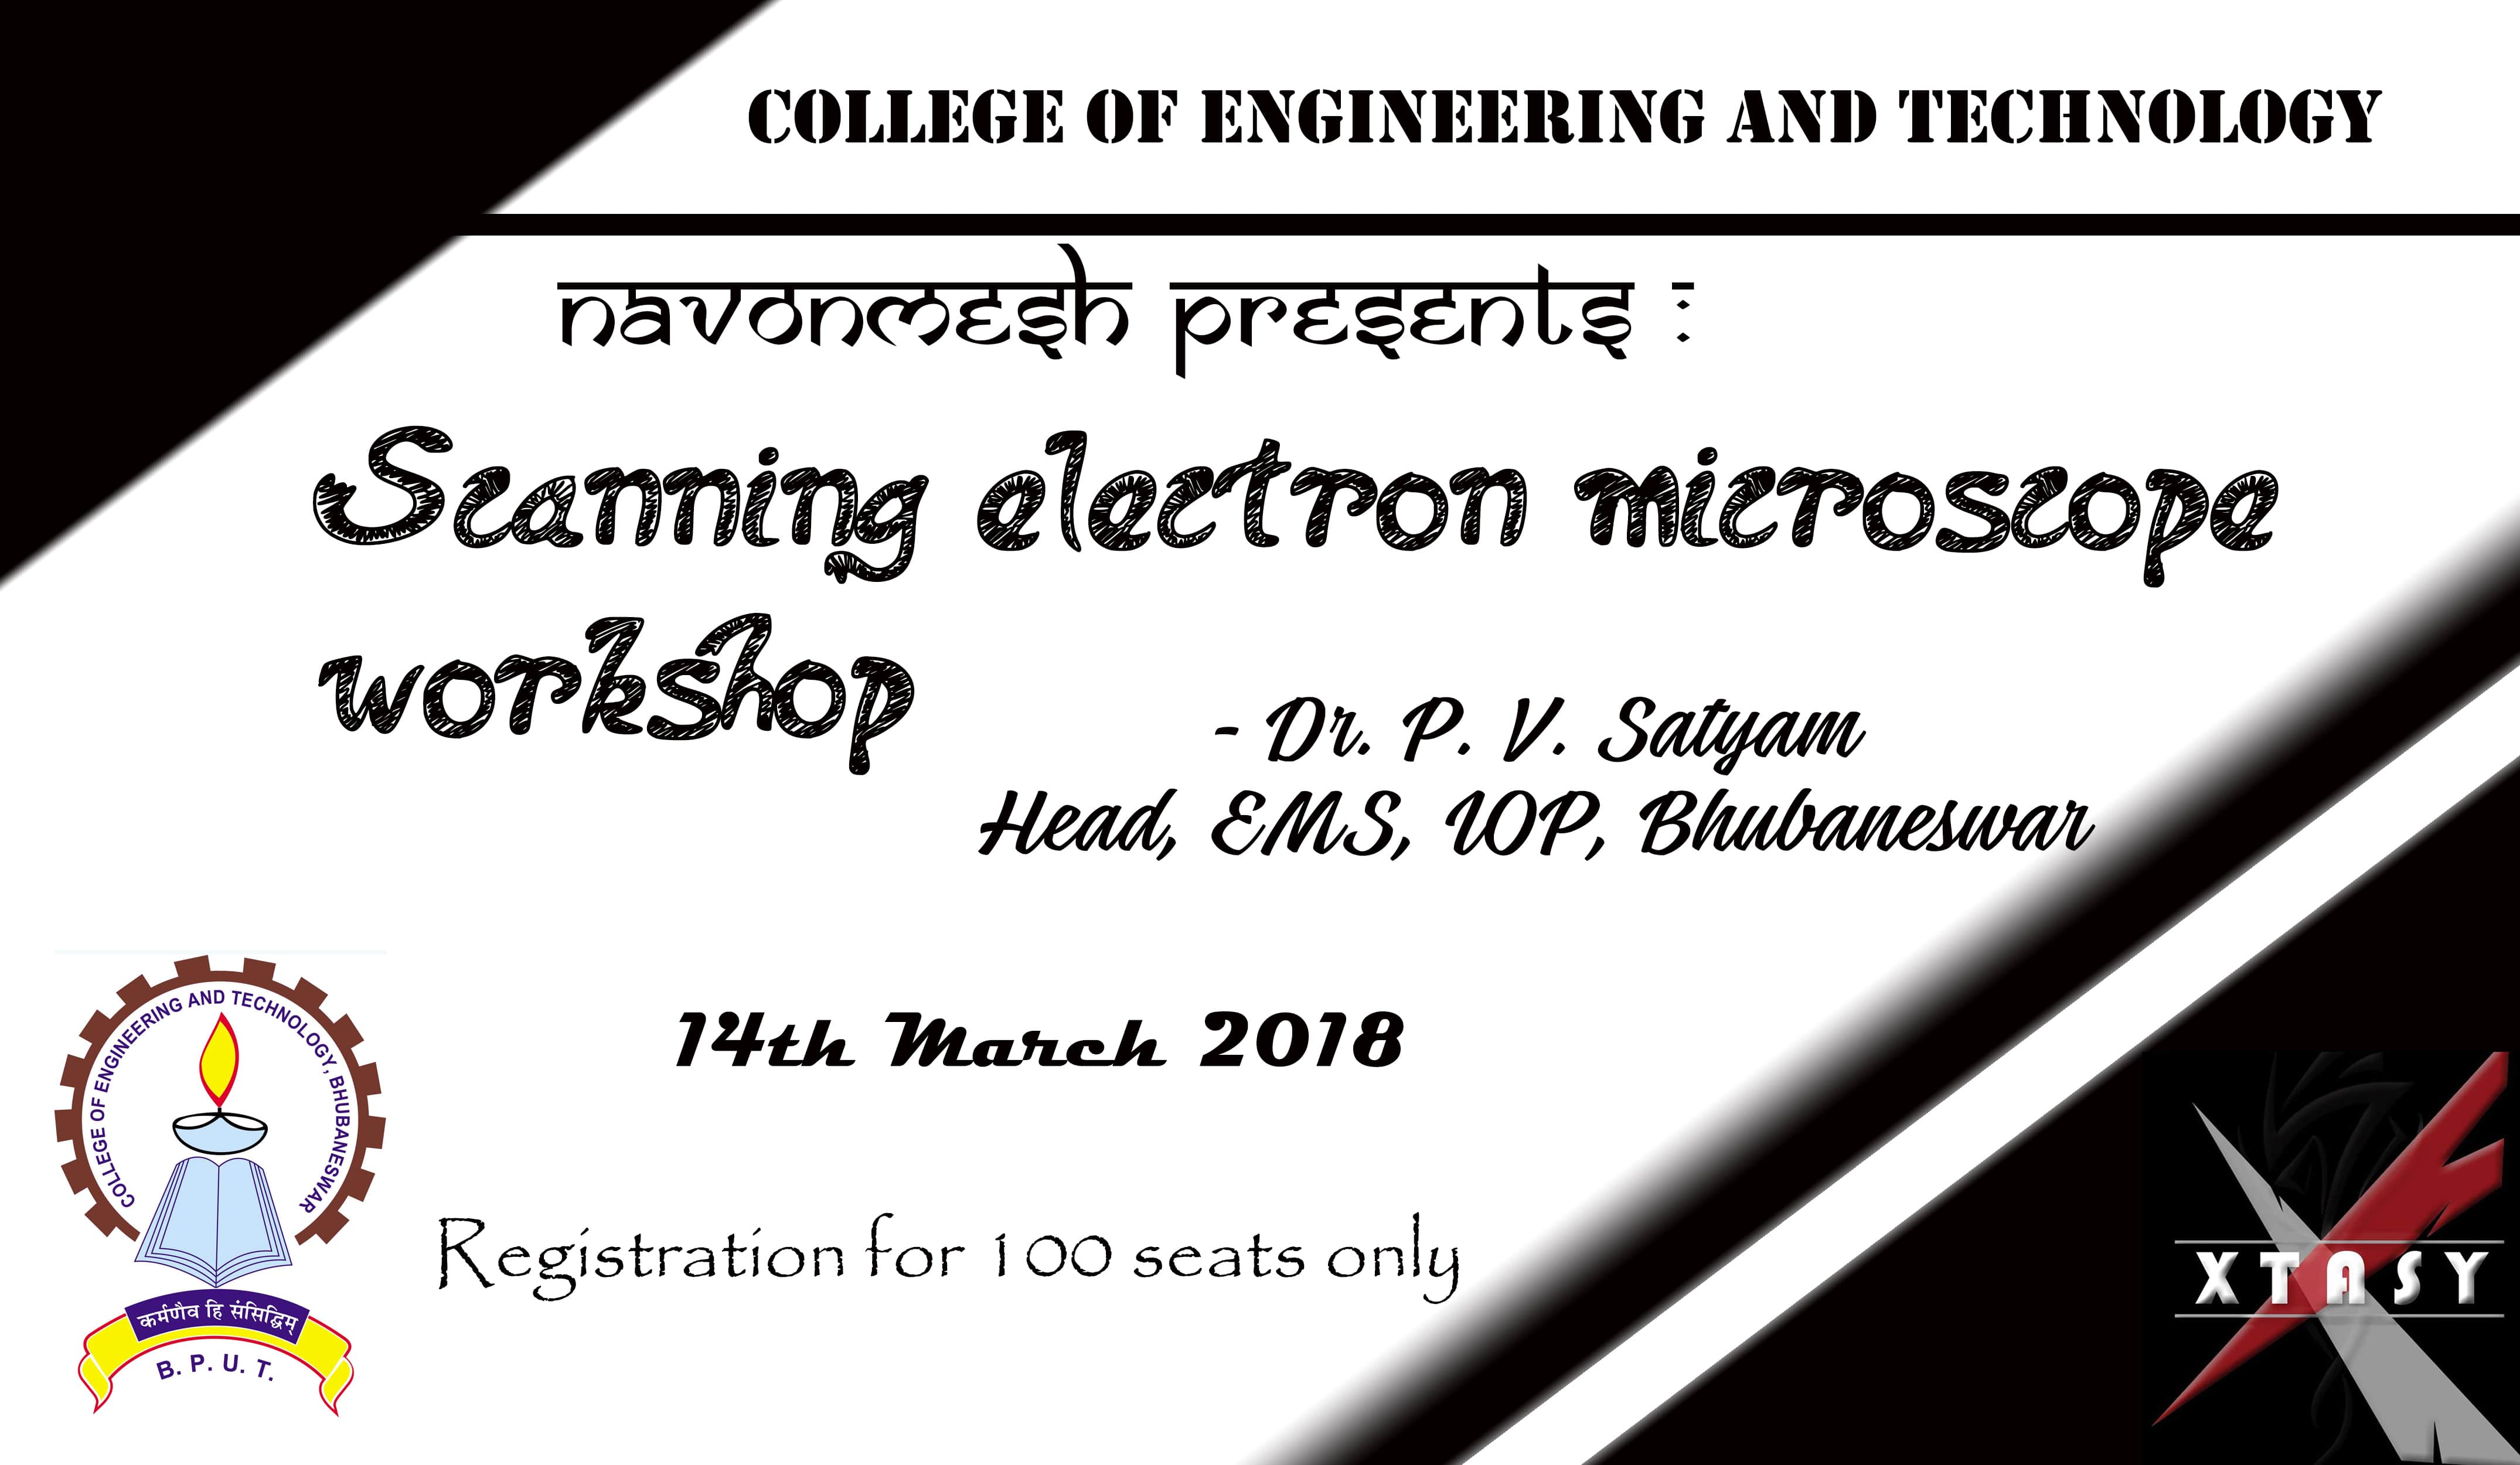 COLLEGE OF ENGINEERING AND TECHNOLOGY
navonmesh presents :
Scanning electron microscope
workshop
- Dr. P. V. Satyam
Head, EMS, IOP, Bhubaneswar
14th March 2018
Registration for 100 seats only
COLLEGE OF ENGINEERING AND TECHNOLOGY, BHUBANESWAR
कर्मणैव हि संसिद्धिम्
B. P. U. T.
XTASY